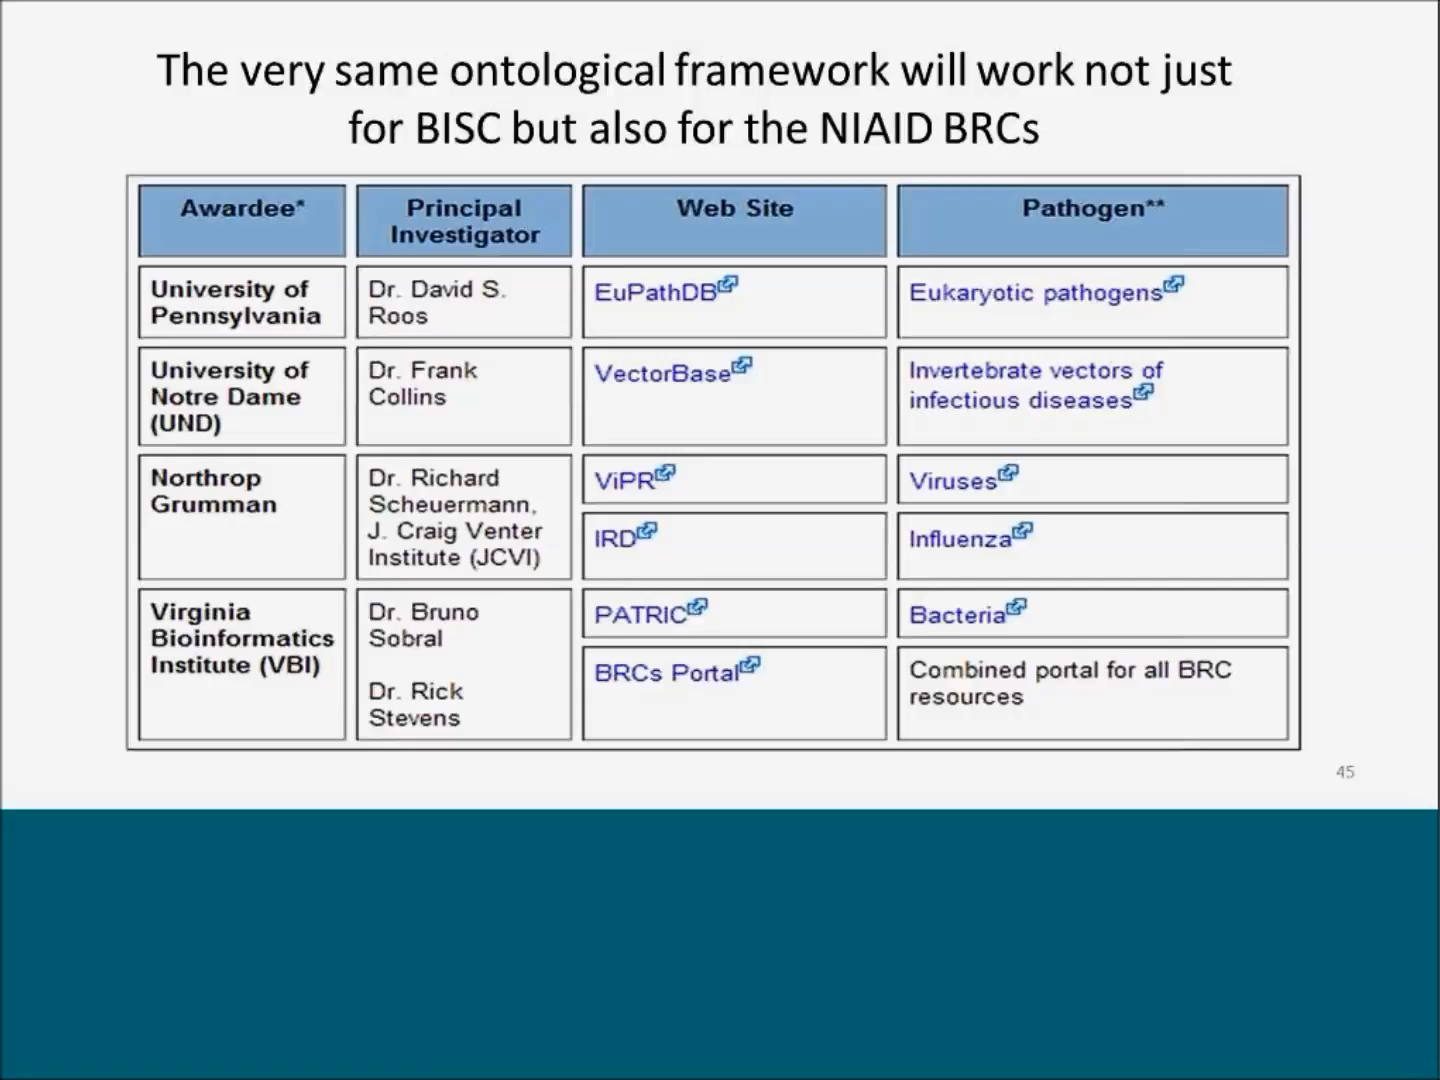 The very same ontological framework will work not just
for BISC but also for the NIAID BRCs
Awardee*
Principal
Investigator
Web Site
Pathogen**
University of
Pennsylvania
Dr. David S.
Roos
EuPathDB
Eukaryotic pathogens
University of
Notre Dame
(UND)
Dr. Frank
Collins
VectorBase
Invertebrate vectors of
infectious diseases
Northrop
Grumman
Dr. Richard
Scheuermann,
J. Craig Venter
Institute (JCVI)
ViPR
Viruses
IRD
Influenza
Virginia
Bioinformatics
Institute (VBI)
Dr. Bruno
Sobral
Dr. Rick
Stevens
PATRIC
Bacteria
BRCs Portal
Combined portal for all BRC
resources
45